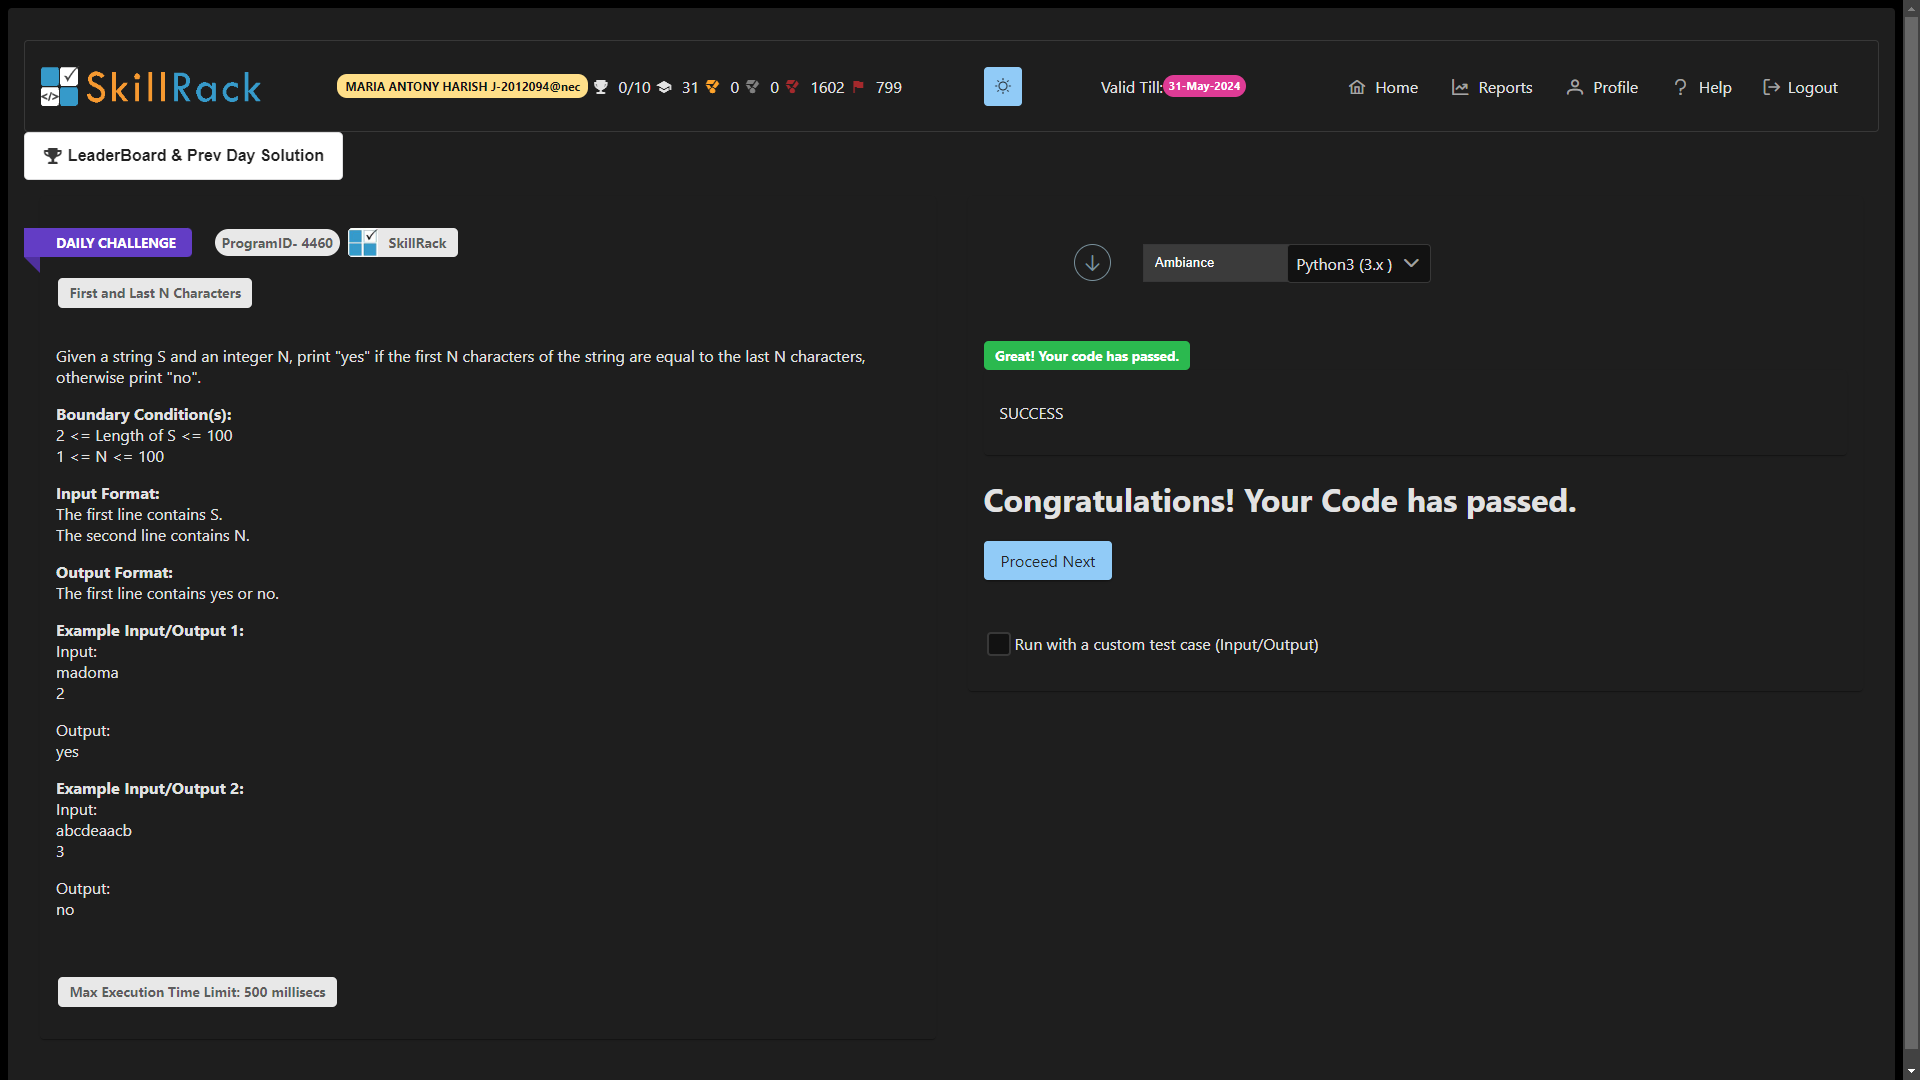 SkillRack
MARIA ANTONY HARISH J-2012094@nec 0/10 31 0 0 1602 799
Valid Till: 31-May-2024
Home Reports Profile Help Logout
LeaderBoard & Prev Day Solution
DAILY CHALLENGE ProgramID- 4460 SkillRack
Ambiance Python3 (3.x )
First and Last N Characters
Given a string S and an integer N, print "yes" if the first N characters of the string are equal to the last N characters,
otherwise print "no".
Boundary Condition(s):
2 <= Length of S <= 100
1 <= N <= 100
Input Format:
The first line contains S.
The second line contains N.
Output Format:
The first line contains yes or no.
Example Input/Output 1:
Input:
madoma
2
Output:
yes
Example Input/Output 2:
Input:
abcdeaacb
3
Output:
no
Max Execution Time Limit: 500 millisecs
Great! Your code has passed.
SUCCESS
Congratulations! Your Code has passed.
Proceed Next
Run with a custom test case (Input/Output)